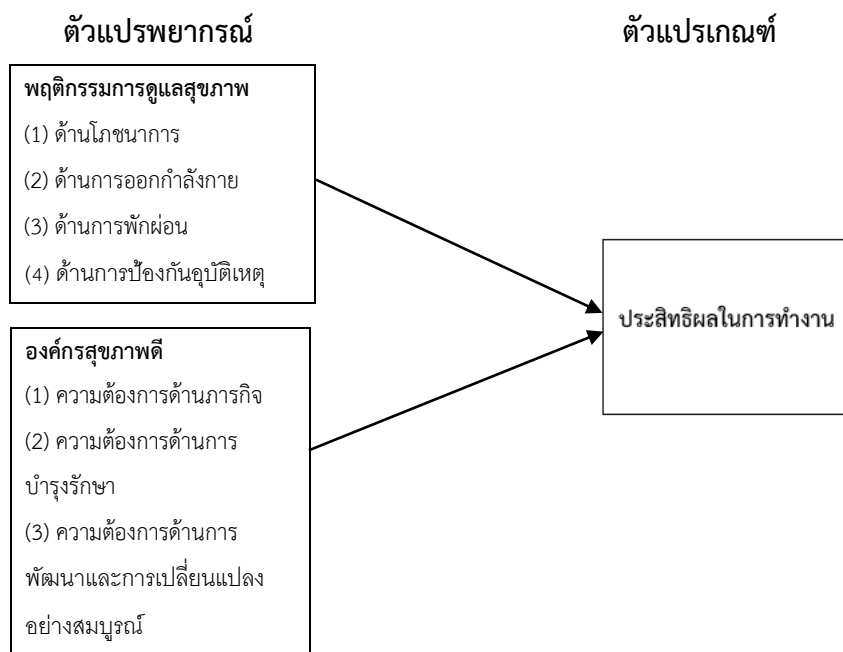 ตัวแปรพยากรณ์
ตัวแปรเกณฑ์
พฤติกรรมการดูแลสุขภาพ
(1) ด้านโภชนาการ
(2) ด้านการออกกำลังกาย
(3) ด้านการพักผ่อน
(4) ด้านการป้องกันอุบัติเหตุ
องค์กรสุขภาพดี
(1) ความต้องการด้านภารกิจ
(2) ความต้องการด้านการ
บำรุงรักษา
(3) ความต้องการด้านการ
พัฒนาและการเปลี่ยนแปลง
อย่างสมบูรณ์
ประสิทธิผลในการทำงาน